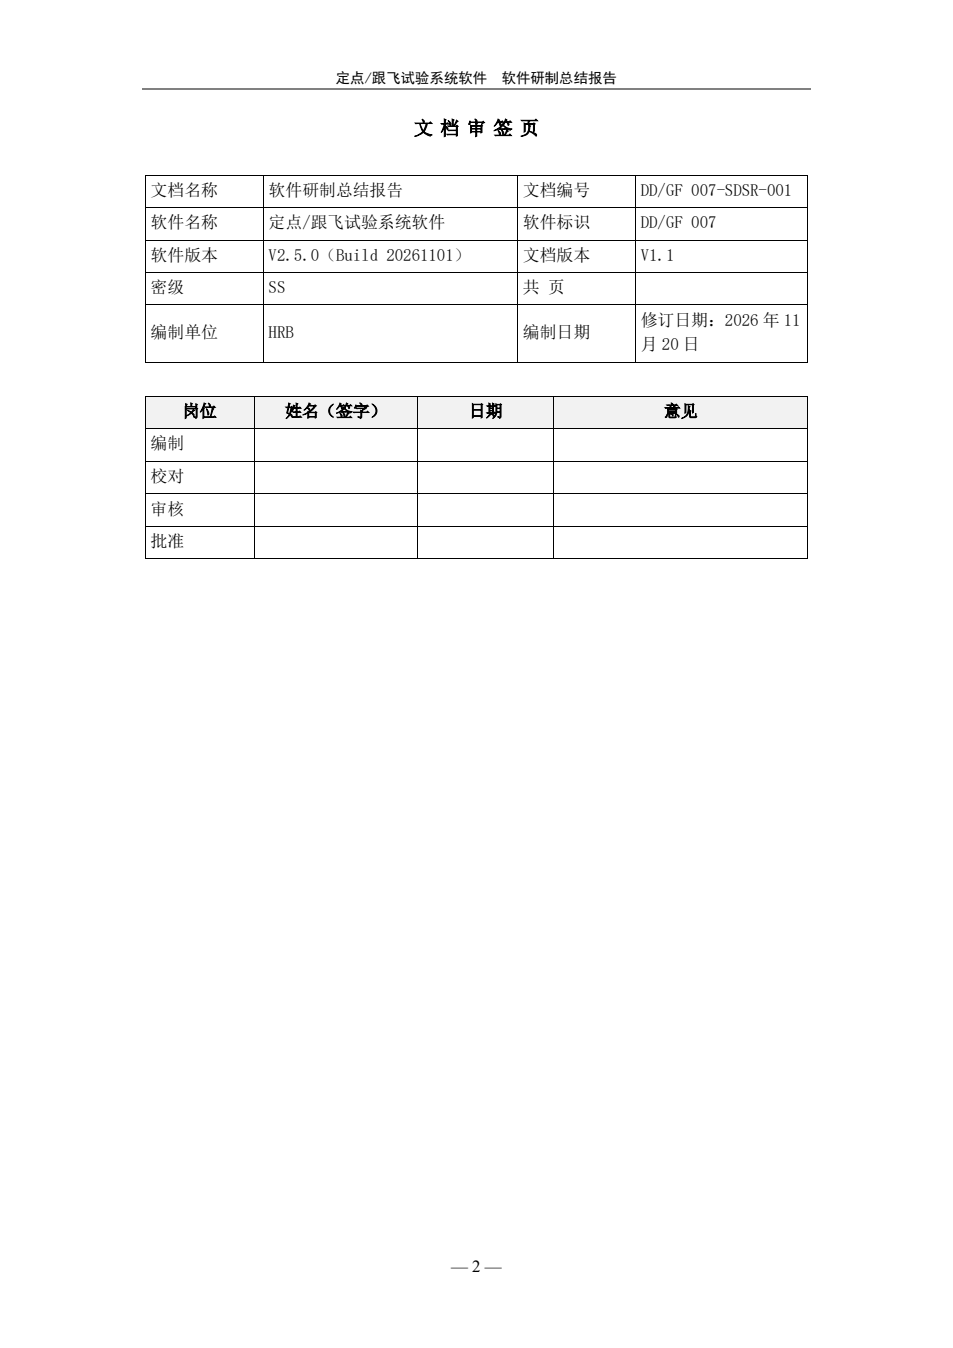 定点/跟飞试验系统软件　软件研制总结报告
文 档 审 签 页
文档名称 软件研制总结报告 文档编号 DD/GF 007-SDSR-001
软件名称 定点/跟飞试验系统软件 软件标识 DD/GF 007
软件版本 V2.5.0（Build 20261101） 文档版本 V1.1
密级 SS 共 页
编制单位 HRB 编制日期 修订日期：2026 年 11
月 20 日
岗位 姓名（签字） 日期 意见
编制
校对
审核
批准
— 2 —